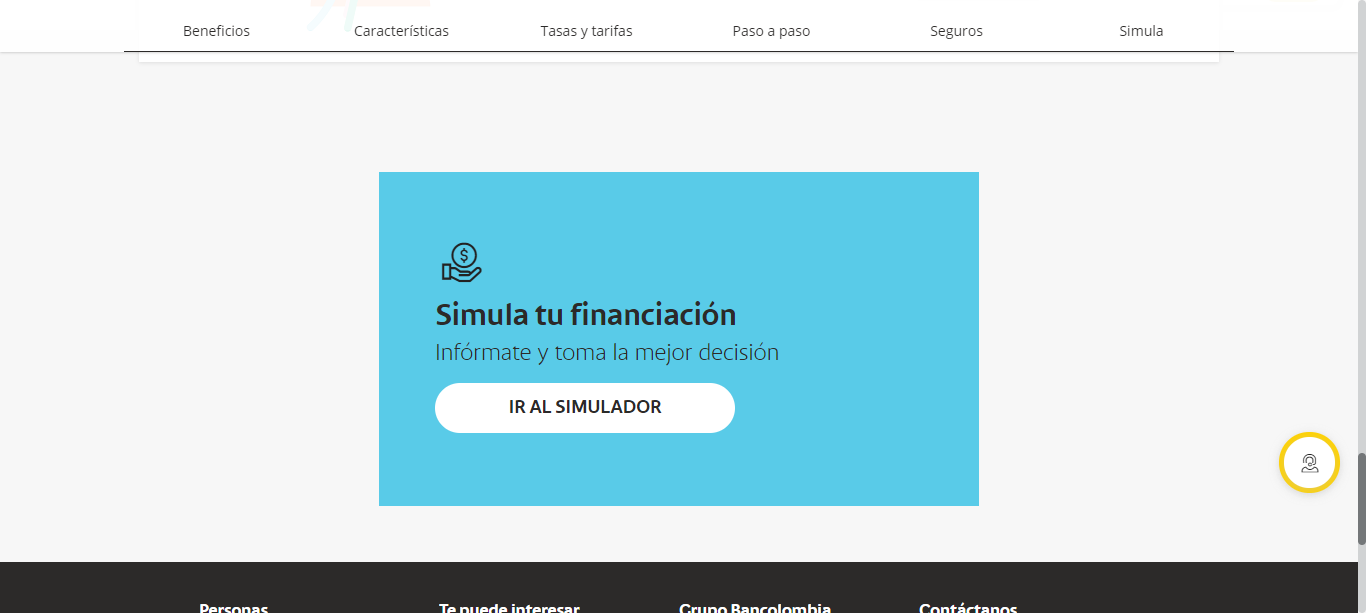 Beneficios Características Tasas y tarifas Paso a paso Seguros Simula
$
Simula tu financiación
Infórmate y toma la mejor decisión
IR AL SIMULADOR
Personas Te puede interesar Grupo Bancolombia Contáctanos